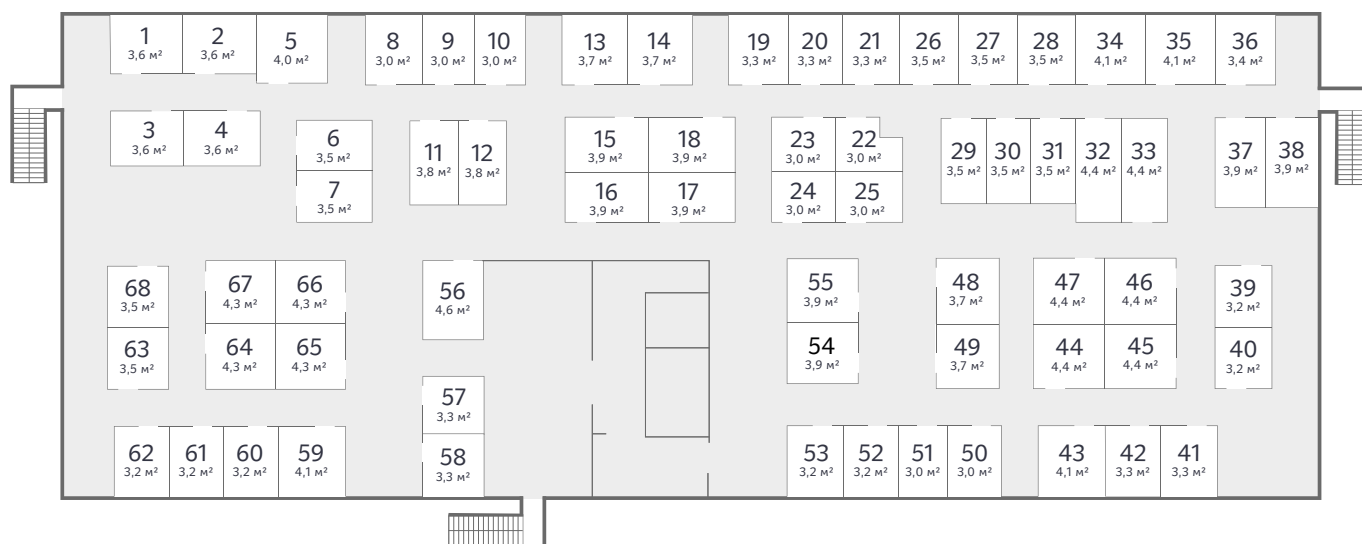 1
3,6 м²
2
3,6 м²
5
4,0 м²
8
3,0 м²
9
3,0 м²
10
3,0 м²
13
3,7 м²
14
3,7 м²
19
3,3 м²
20
3,3 м²
21
3,3 м²
26
3,5 м²
27
3,5 м²
28
3,5 м²
34
4,1 м²
35
4,1 м²
36
3,4 м²
3
3,6 м²
4
3,6 м²
6
3,5 м²
7
3,5 м²
11
3,8 м²
12
3,8 м²
15
3,9 м²
18
3,9 м²
16
3,9 м²
17
3,9 м²
23
3,0 м²
22
3,0 м²
24
3,0 м²
25
3,0 м²
29
3,5 м²
30
3,5 м²
31
3,5 м²
32
4,4 м²
33
4,4 м²
37
3,9 м²
38
3,9 м²
68
3,5 м²
63
3,5 м²
67
4,3 м²
66
4,3 м²
64
4,3 м²
65
4,3 м²
56
4,6 м²
55
3,9 м²
54
3,9 м²
48
3,7 м²
49
3,7 м²
47
4,4 м²
46
4,4 м²
44
4,4 м²
45
4,4 м²
39
3,2 м²
40
3,2 м²
57
3,3 м²
58
3,3 м²
62
3,2 м²
61
3,2 м²
60
3,2 м²
59
4,1 м²
53
3,2 м²
52
3,2 м²
51
3,0 м²
50
3,0 м²
43
4,1 м²
42
3,3 м²
41
3,3 м²